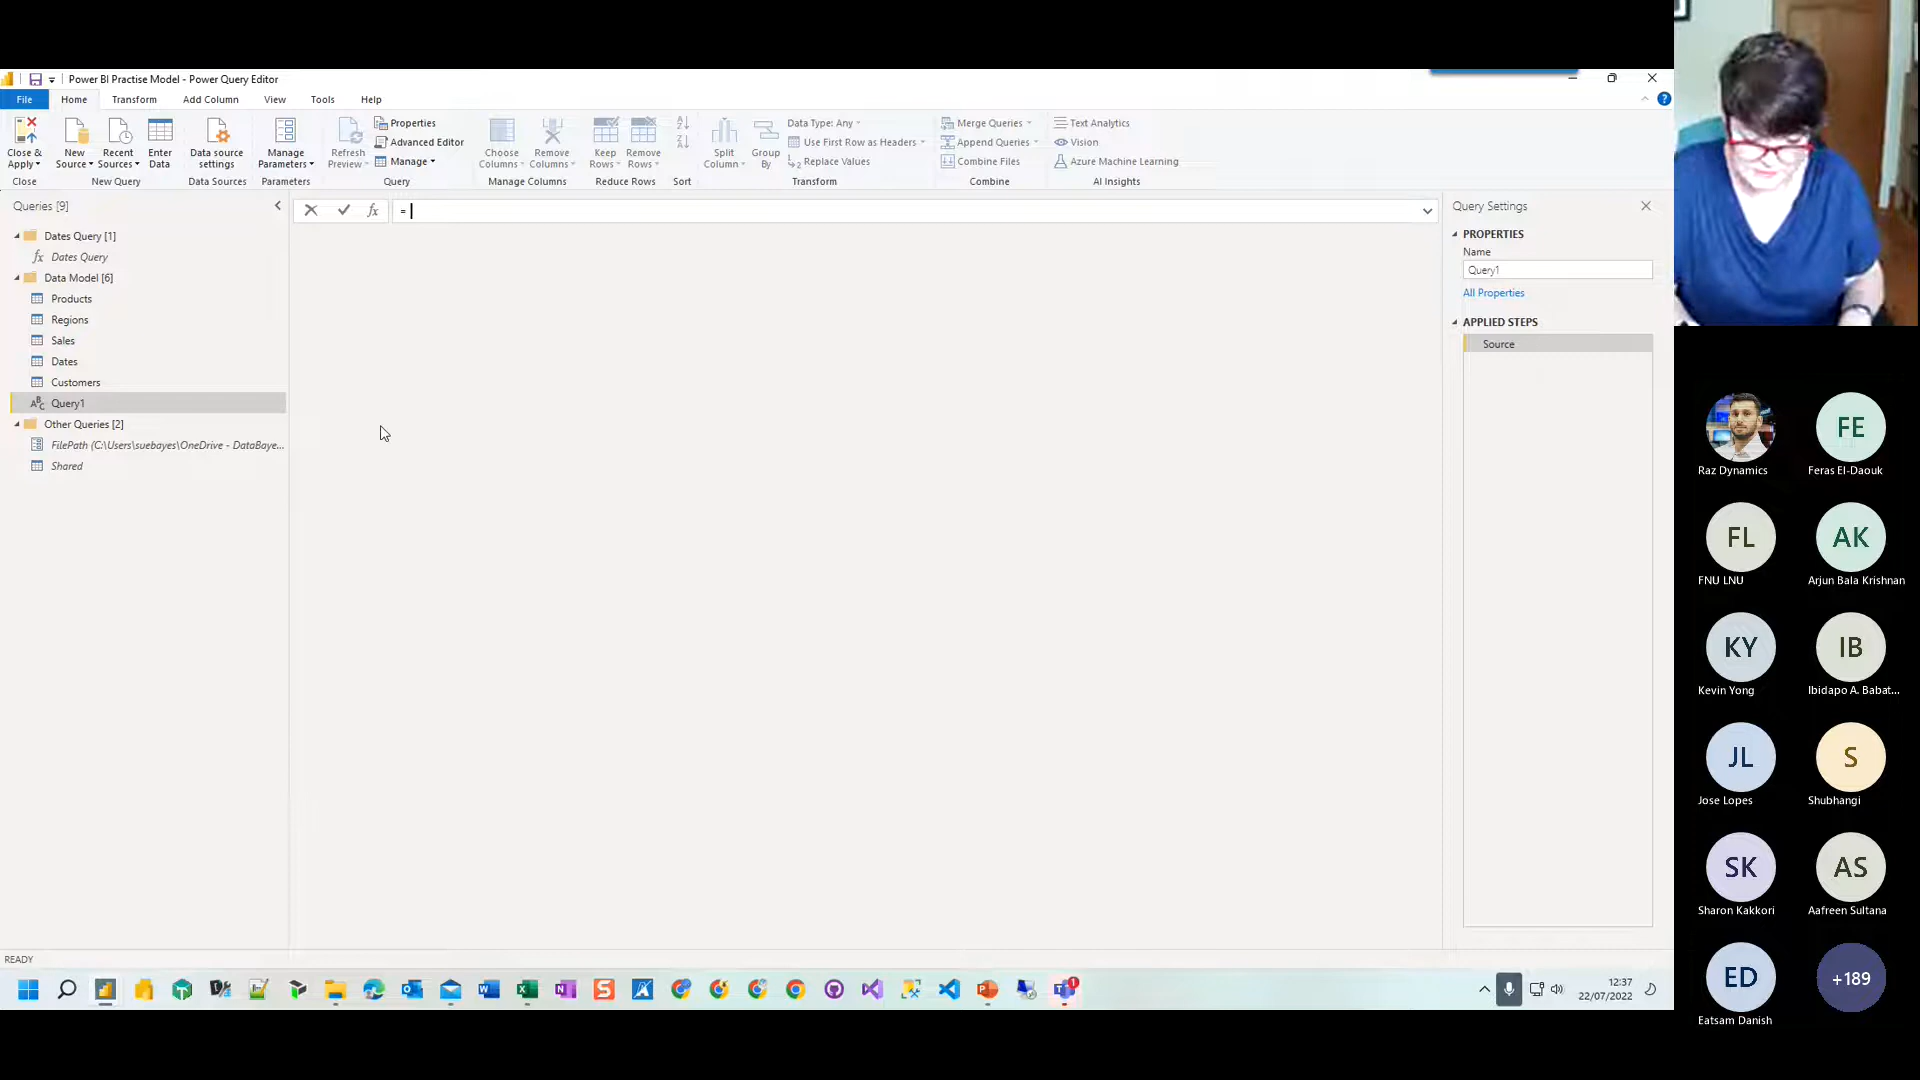 Power BI Practise Model - Power Query Editor
File Home Transform Add Column View Tools Help
Close & Apply
New Source
Recent Sources
Enter Data
Data source settings
Manage Parameters
Refresh Preview
Properties
Advanced Editor
Manage
Choose Columns
Remove Columns
Keep Rows
Remove Rows
Split Column
Group By
Data Type: Any
Use First Row as Headers
Replace Values
Merge Queries
Append Queries
Combine Files
Text Analytics
Vision
Azure Machine Learning
Close New Query Data Sources Parameters Query Manage Columns Reduce Rows Sort Transform Combine AI Insights
Queries [9]
fx =
Dates Query [1]
fx Dates Query
Data Model [6]
Products
Regions
Sales
Dates
Customers
ABC Query1
Other Queries [2]
FilePath (C:\Users\suebayes\OneDrive - DataBaye...
Shared
Query Settings
PROPERTIES
Name
Query1
All Properties
APPLIED STEPS
Source
READY
12:37
22/07/2022
Raz Dynamics
FE
Feras El-Daouk
FL
FNU LNU
AK
Arjun Bala Krishnan
KY
Kevin Yong
IB
Ibidapo A. Babat...
JL
Jose Lopes
S
Shubhangi
SK
Sharon Kakkori
AS
Aafreen Sultana
ED
Eatsam Danish
+189